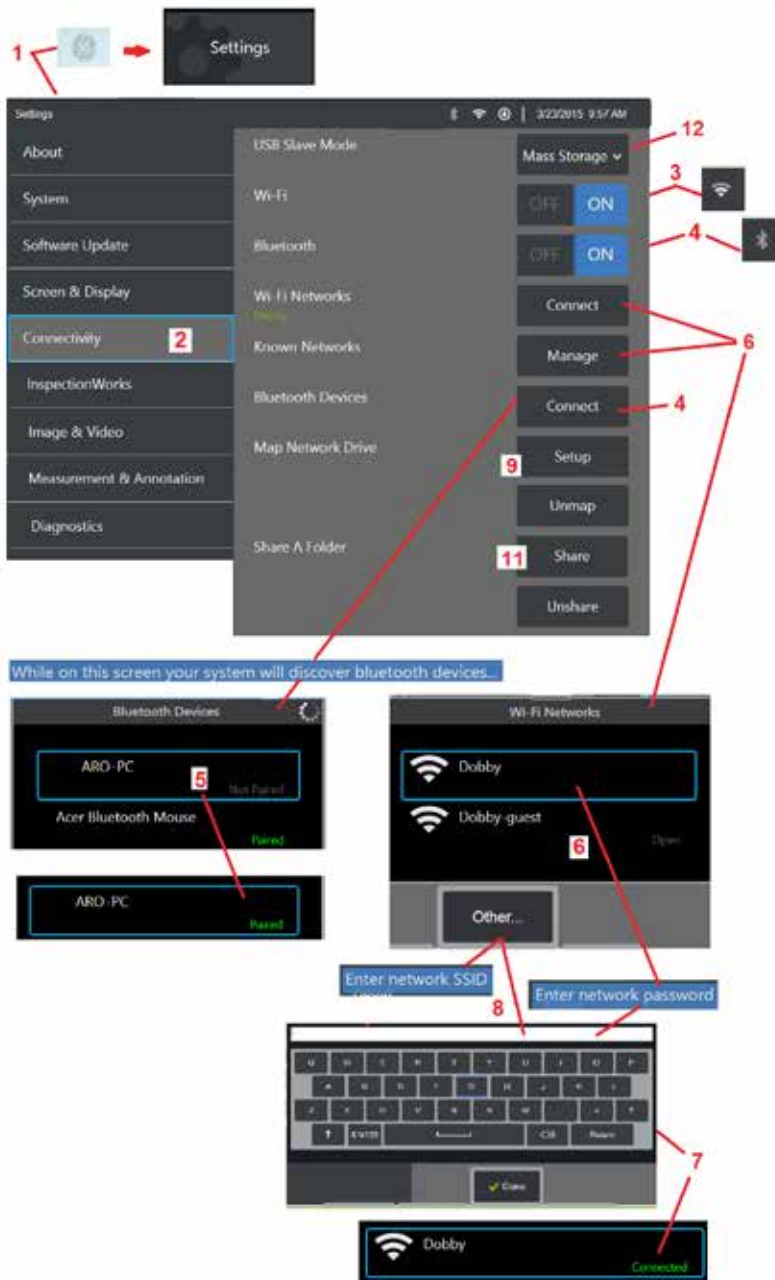 1
Settings
Settings
3/23/2015 9:57 AM
About
USB Slave Mode
Mass Storage
12
System
Wi-Fi
OFF ON
3
Software Update
Bluetooth
OFF ON
4
Screen & Display
Wi-Fi Networks
Connect
Connectivity
2
Known Networks
Manage
6
InspectionWorks
Bluetooth Devices
Connect
4
Image & Video
Map Network Drive
9
Setup
Measurement & Annotation
Unmap
Diagnostics
Share A Folder
11
Share
Unshare
While on this screen your system will discover bluetooth devices...
Bluetooth Devices
ARO-PC
5
Not Paired
Acer Bluetooth Mouse
Paired
ARO-PC
Paired
Wi-Fi Networks
Dobby
Dobby-guest
6
Open
Other...
Enter network SSID
8
Enter network password
Return
Done
7
Dobby
Connected